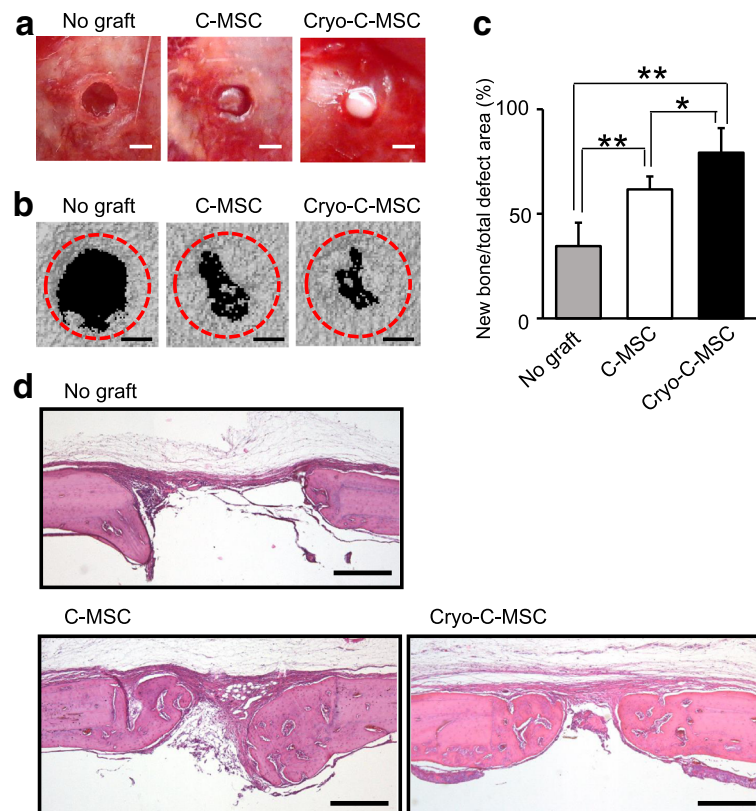 a
No graft
C-MSC
Cryo-C-MSC
b
No graft
C-MSC
Cryo-C-MSC
c
New bone/total defect area (%)
100
50
0
**
**
*
No graft
C-MSC
Cryo-C-MSC
d
No graft
C-MSC
Cryo-C-MSC